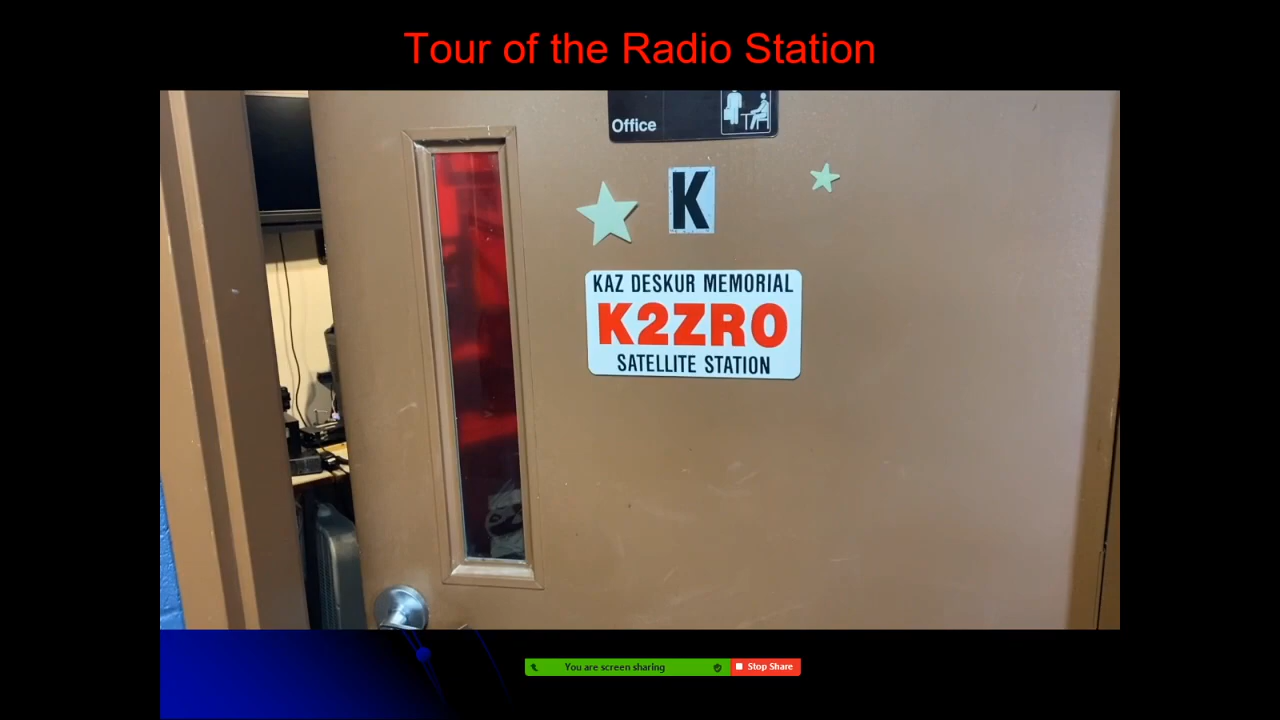 Tour of the Radio Station
Office
K
KAZ DESKUR MEMORIAL
K2ZRO
SATELLITE STATION
You are screen sharing
Stop Share